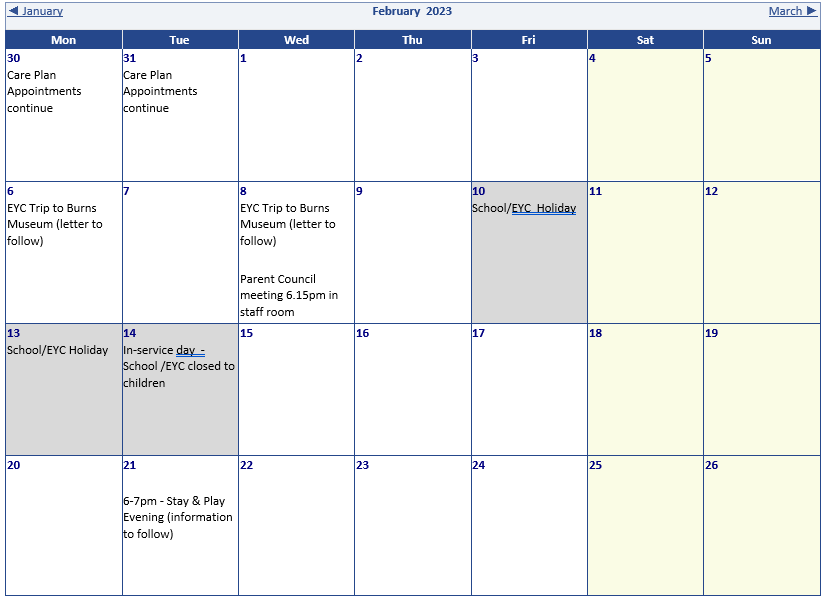 ◄ January
February 2023
March ►
Mon Tue Wed Thu Fri Sat Sun
30
Care Plan
Appointments
continue
31
Care Plan
Appointments
continue
1
2
3
4
5
6
EYC Trip to Burns
Museum (letter to
follow)
7
8
EYC Trip to Burns
Museum (letter to
follow)
Parent Council
meeting 6.15pm in
staff room
9
10
School/EYC Holiday
11
12
13
School/EYC Holiday
14
In-service day -
School /EYC closed to
children
15
16
17
18
19
20
21
6-7pm - Stay & Play
Evening (information
to follow)
22
23
24
25
26